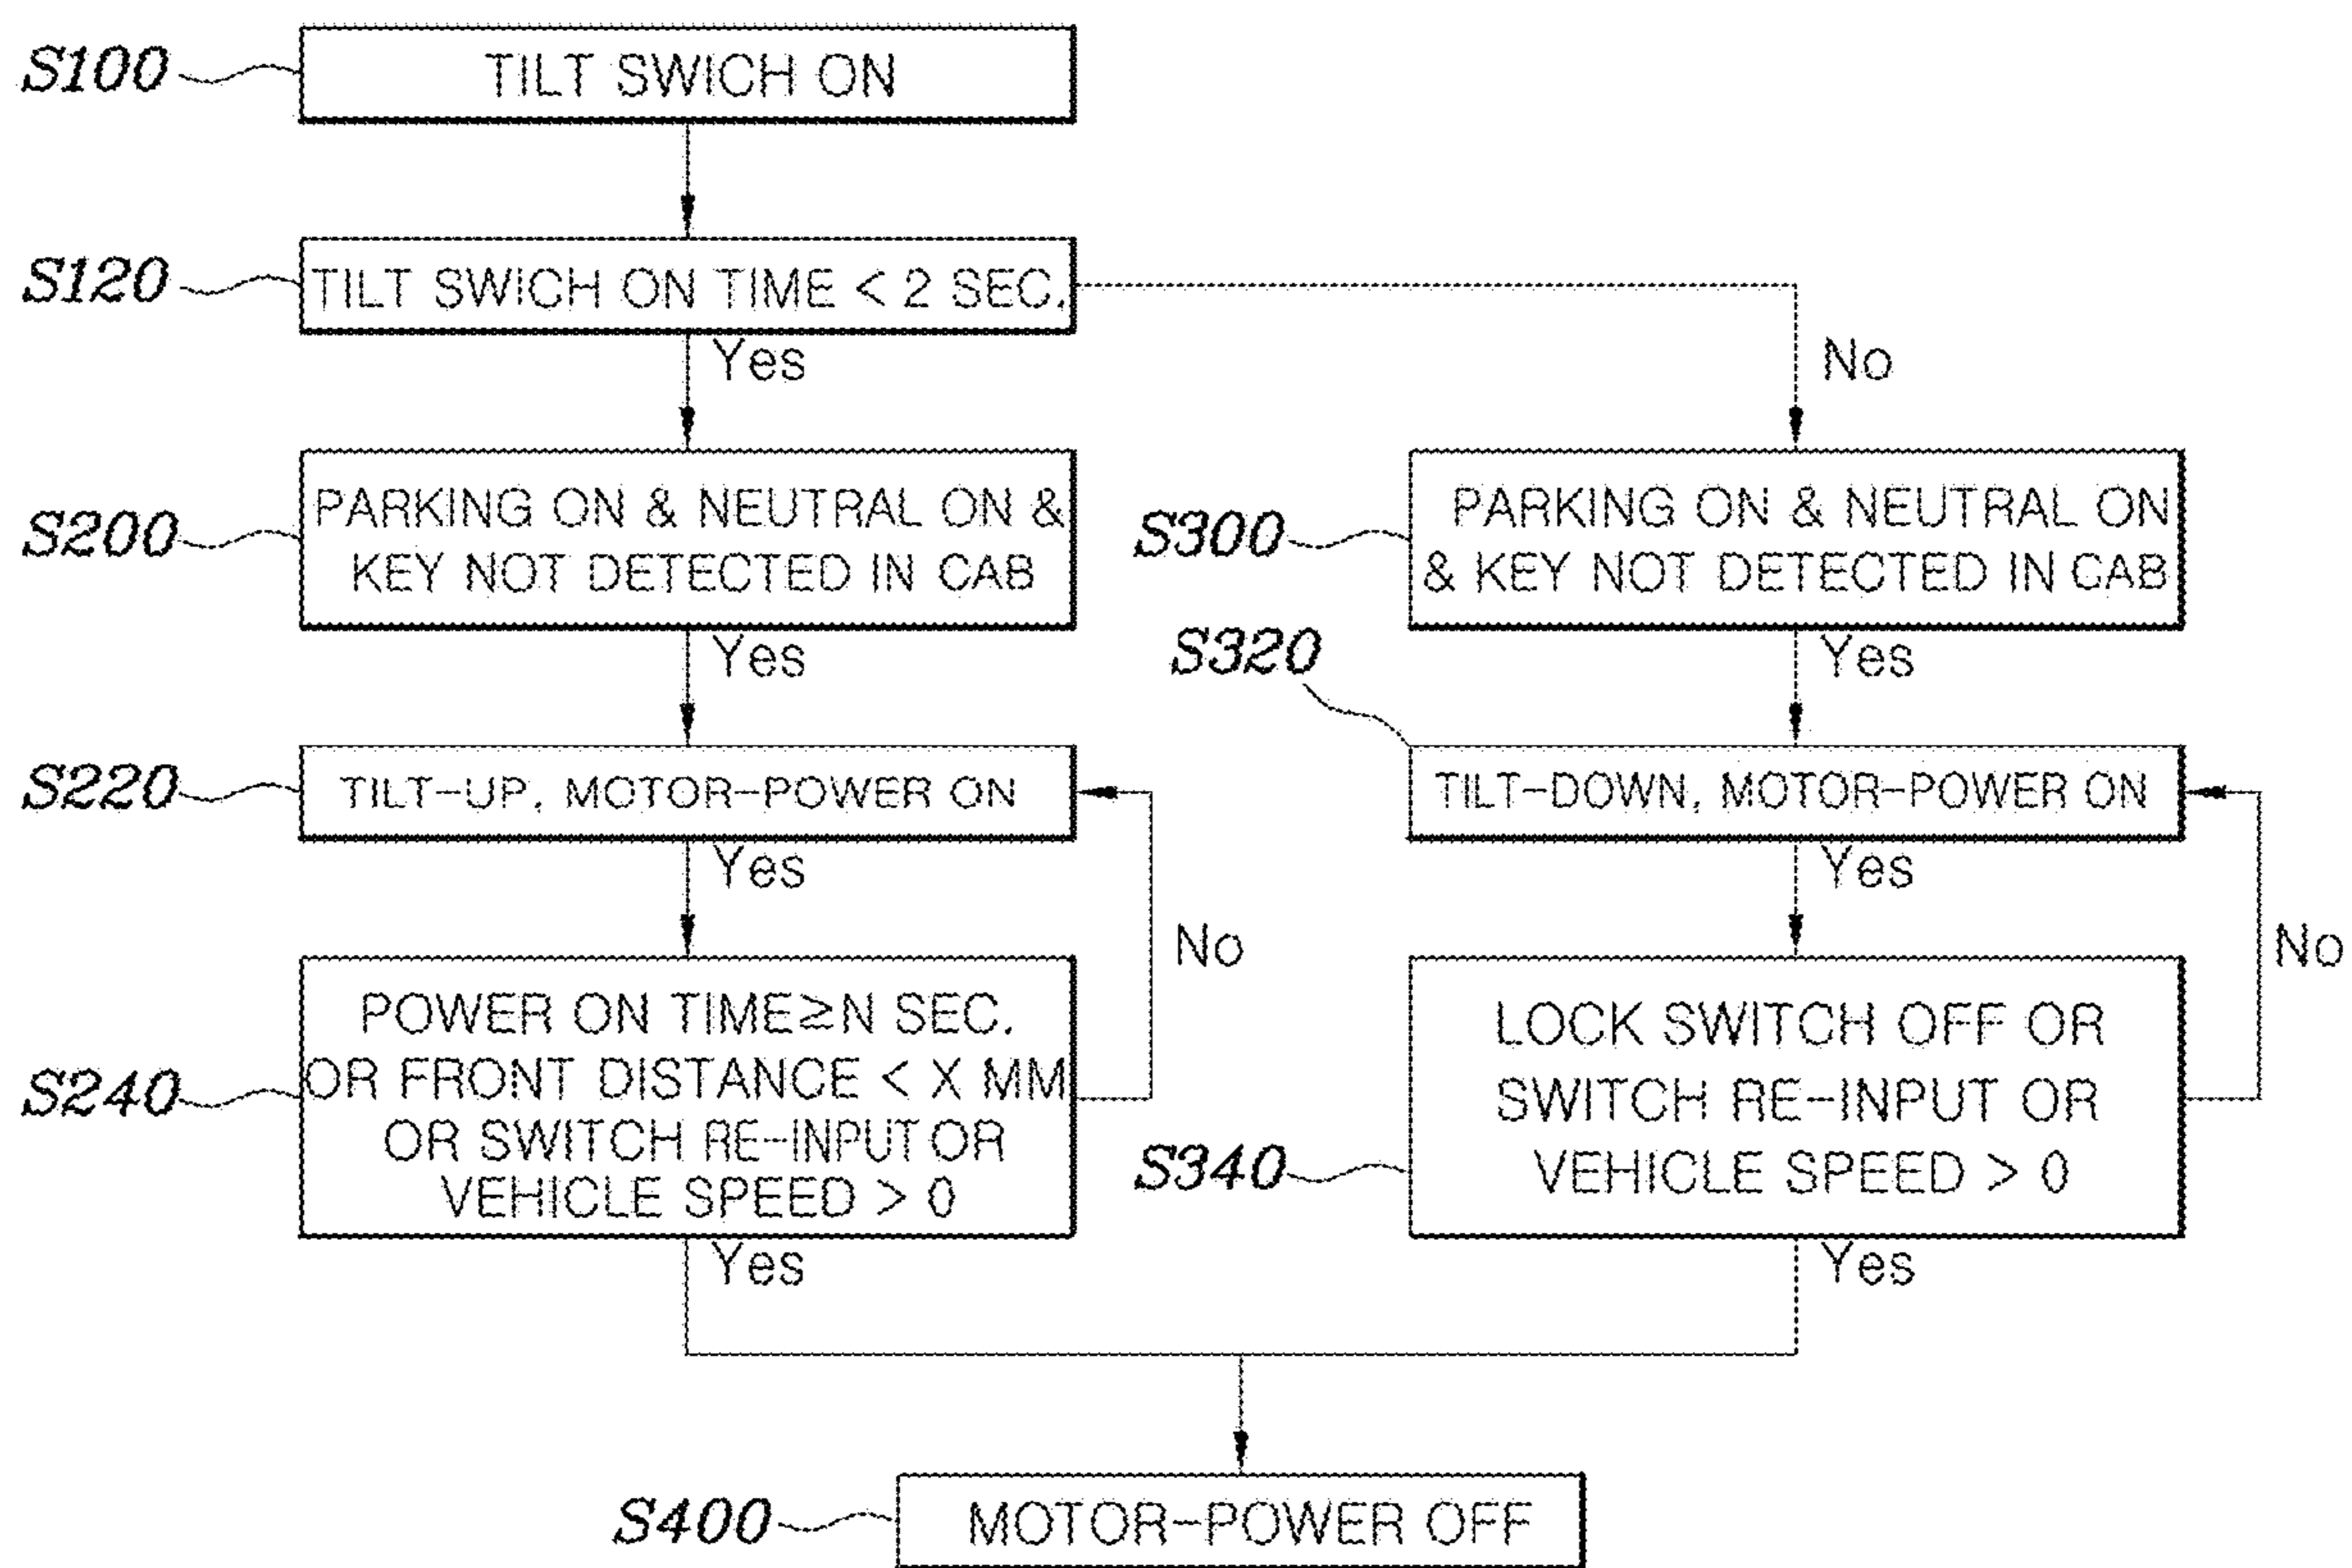 S100
TILT SWICH ON
S120
TILT SWICH ON TIME < 2 SEC.
Yes
No
S200
PARKING ON & NEUTRAL ON &
KEY NOT DETECTED IN CAB
Yes
S300
PARKING ON & NEUTRAL ON
& KEY NOT DETECTED IN CAB
Yes
S220
TILT-UP, MOTOR-POWER ON
Yes
S320
TILT-DOWN, MOTOR-POWER ON
Yes
S240
POWER ON TIME≥N SEC.
OR FRONT DISTANCE < X MM
OR SWITCH RE-INPUT OR
VEHICLE SPEED > 0
No
Yes
S340
LOCK SWITCH OFF OR
SWITCH RE-INPUT OR
VEHICLE SPEED > 0
No
Yes
S400
MOTOR-POWER OFF